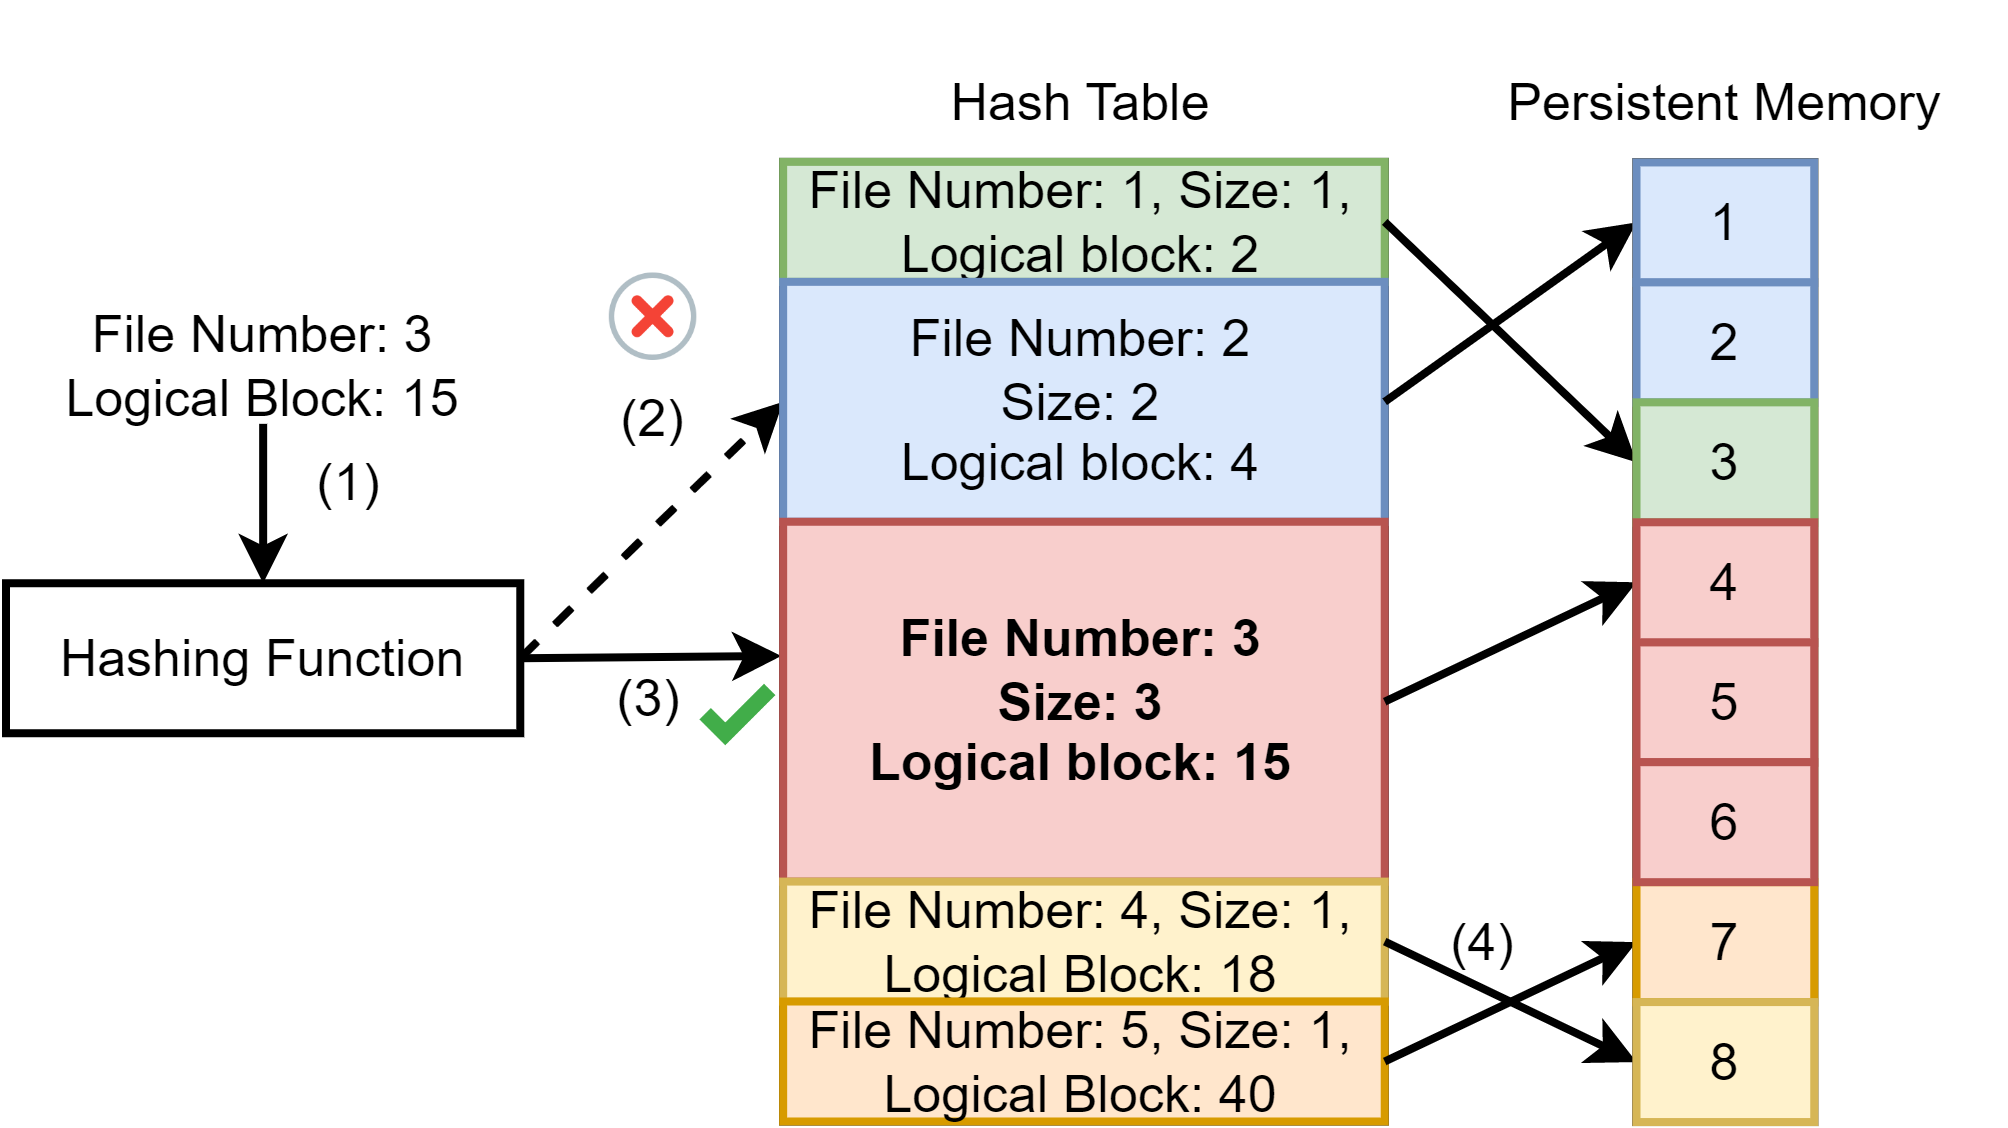 Hash Table
Persistent Memory
File Number: 3
Logical Block: 15
(1)
Hashing Function
(2)
(3)
File Number: 1, Size: 1,
Logical block: 2
File Number: 2
Size: 2
Logical block: 4
File Number: 3
Size: 3
Logical block: 15
File Number: 4, Size: 1,
Logical Block: 18
File Number: 5, Size: 1,
Logical Block: 40
(4)
1
2
3
4
5
6
7
8